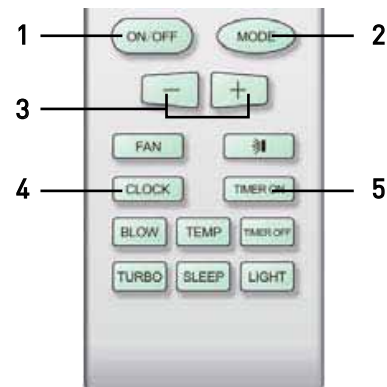 1 ON/OFF MODE 2
3 − +
FAN
4 CLOCK TIMER ON 5
BLOW TEMP TIMER OFF
TURBO SLEEP LIGHT